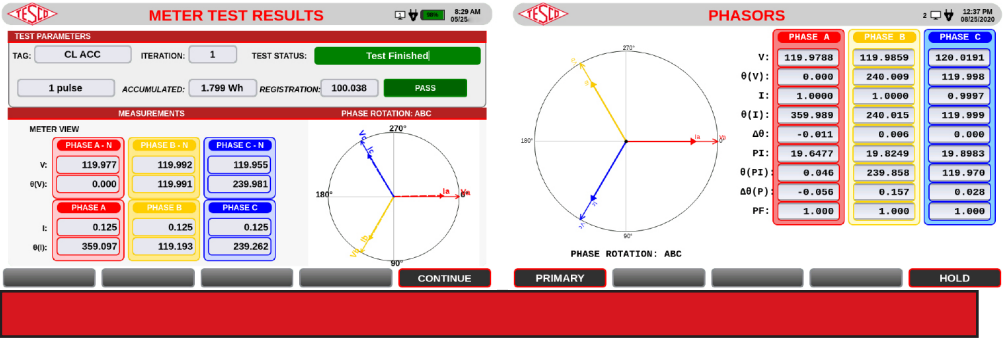 TESCO
METER TEST RESULTS
8:29 AM
05/25
TEST PARAMETERS
TAG: CL ACC ITERATION: 1 TEST STATUS: Test Finished
1 pulse ACCUMULATED: 1.799 Wh REGISTRATION: 100.038 PASS
MEASUREMENTS PHASE ROTATION: ABC
METER VIEW
PHASE A - N PHASE B - N PHASE C - N
V: 119.977 119.992 119.955
θ(V): 0.000 119.991 239.981
PHASE A PHASE B PHASE C
I: 0.125 0.125 0.125
θ(I): 359.097 119.193 239.262
270°
180°
0°
90°
Vc
Ic
Ia
CONTINUE
TESCO
PHASORS
2
12:37 PM
08/25/2020
270°
180°
0°
90°
Ia
PHASE ROTATION: ABC
PHASE A PHASE B PHASE C
V: 119.9788 119.9859 120.0191
θ(V): 0.000 240.009 119.998
I: 1.0000 1.0000 0.9997
θ(I): 359.989 240.015 119.999
Δθ: -0.011 0.006 0.000
PI: 19.6477 19.8249 19.8983
θ(PI): 0.046 239.858 119.970
Δθ(P): -0.056 0.157 0.028
PF: 1.000 1.000 1.000
PRIMARY HOLD